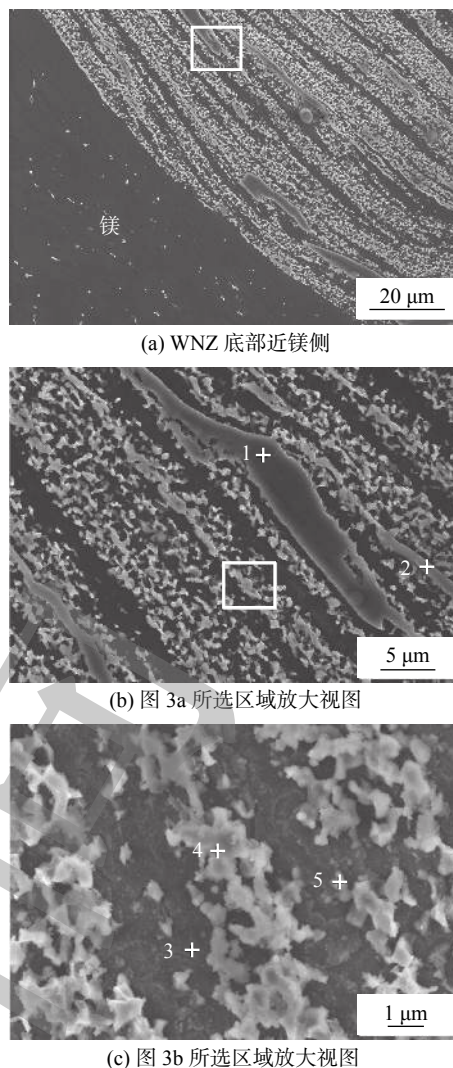 镁
20 μm
(a) WNZ 底部近镁侧
1
2
5 μm
(b) 图 3a 所选区域放大视图
4
5
3
1 μm
(c) 图 3b 所选区域放大视图